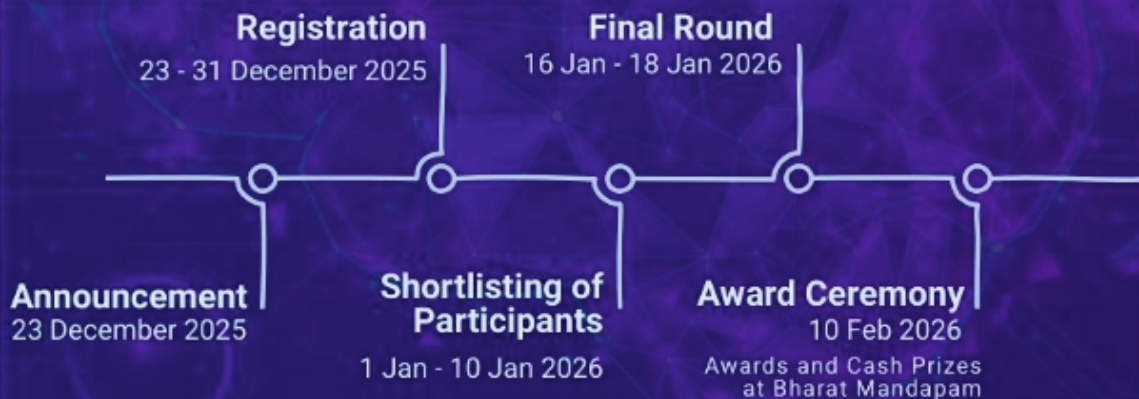 Registration
23 - 31 December 2025
Final Round
16 Jan - 18 Jan 2026
Announcement
23 December 2025
Shortlisting of
Participants
1 Jan - 10 Jan 2026
Award Ceremony
10 Feb 2026
Awards and Cash Prizes
at Bharat Mandapam